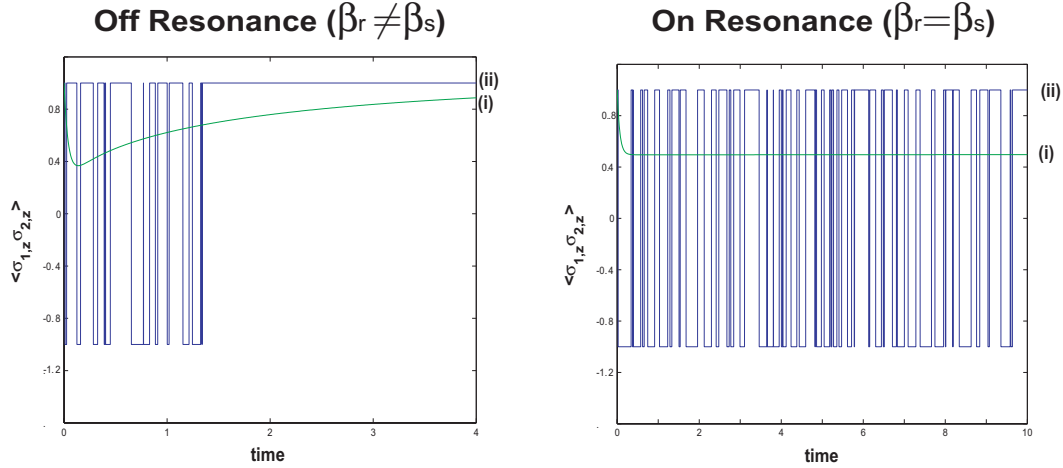 Off Resonance (βr ≠ βs)
(ii)
(i)
0.8
0.4
0
-0.4
-0.8
-1.2
<σ1,z σ2,z>
0 1 2 3 4
time
On Resonance (βr = βs)
(ii)
(i)
0.8
0.4
0
-0.4
-0.8
-1.2
<σ1,z σ2,z>
0 2 4 6 8 10
time